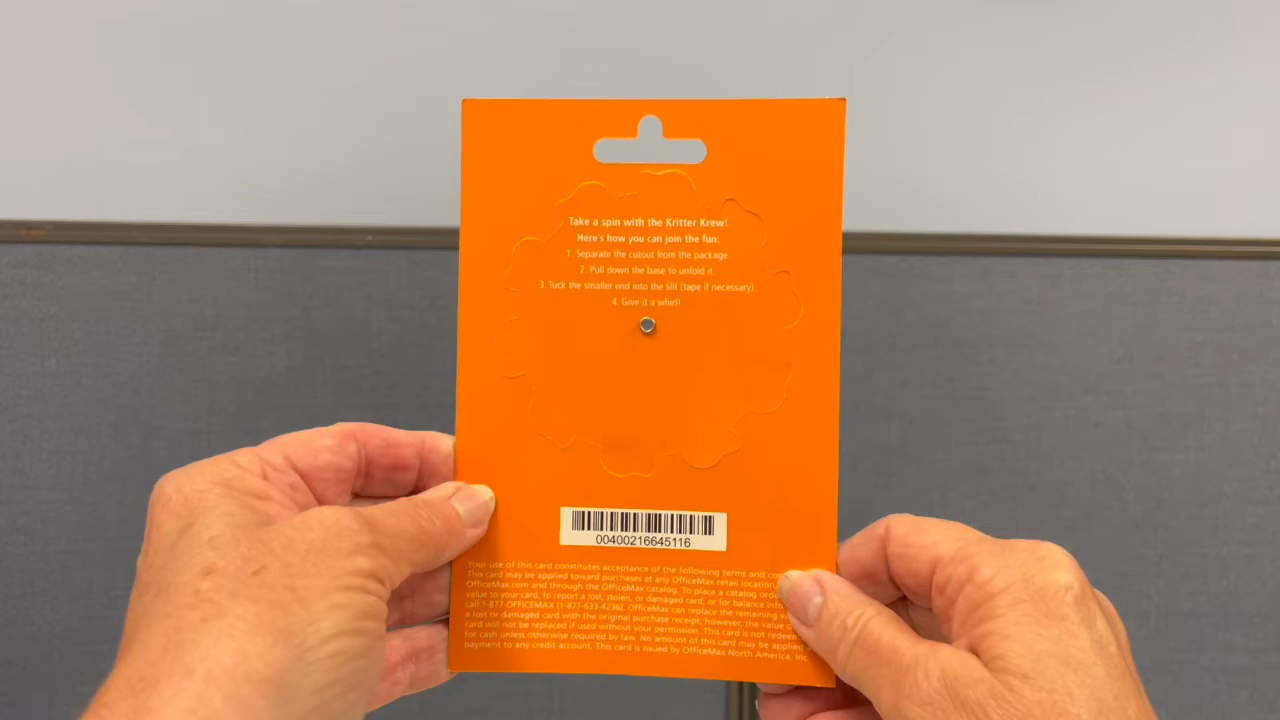 Take a spin with the Kritter Krew!
Here's how you can join the fun:
1. Separate the cutout from the package
2. Pull down the base to unfold it.
3. Tuck the smaller end into the slit (tape if necessary).
4. Give it a whirl!
00400216645116
Your use of this card constitutes acceptance of the following terms and
This card may be applied toward purchases at any OfficeMax retail location,
OfficeMax.com and through the OfficeMax catalog. To place a catalog
value to your card, to report a lost, stolen, or damaged card, or for balance
call 1-877-OFFICEMAX (1-877-633-4236). OfficeMax can replace the remaining
a lost or damaged card with the original purchase receipt; however, the value of
card will not be replaced if used without your permission. This card is not
for cash unless otherwise required by law. No amount of this card may be applied
payment to any credit account. This card is issued by OfficeMax North America, Inc.